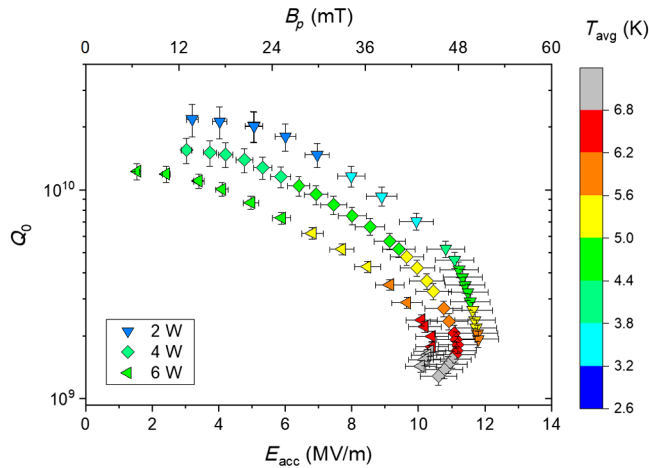 B_p (mT)
T_avg (K)
0 12 24 36 48 60
10^10
10^9
Q_0
2 W
4 W
6 W
0 2 4 6 8 10 12 14
E_acc (MV/m)
6.8
6.2
5.6
5.0
4.4
3.8
3.2
2.6